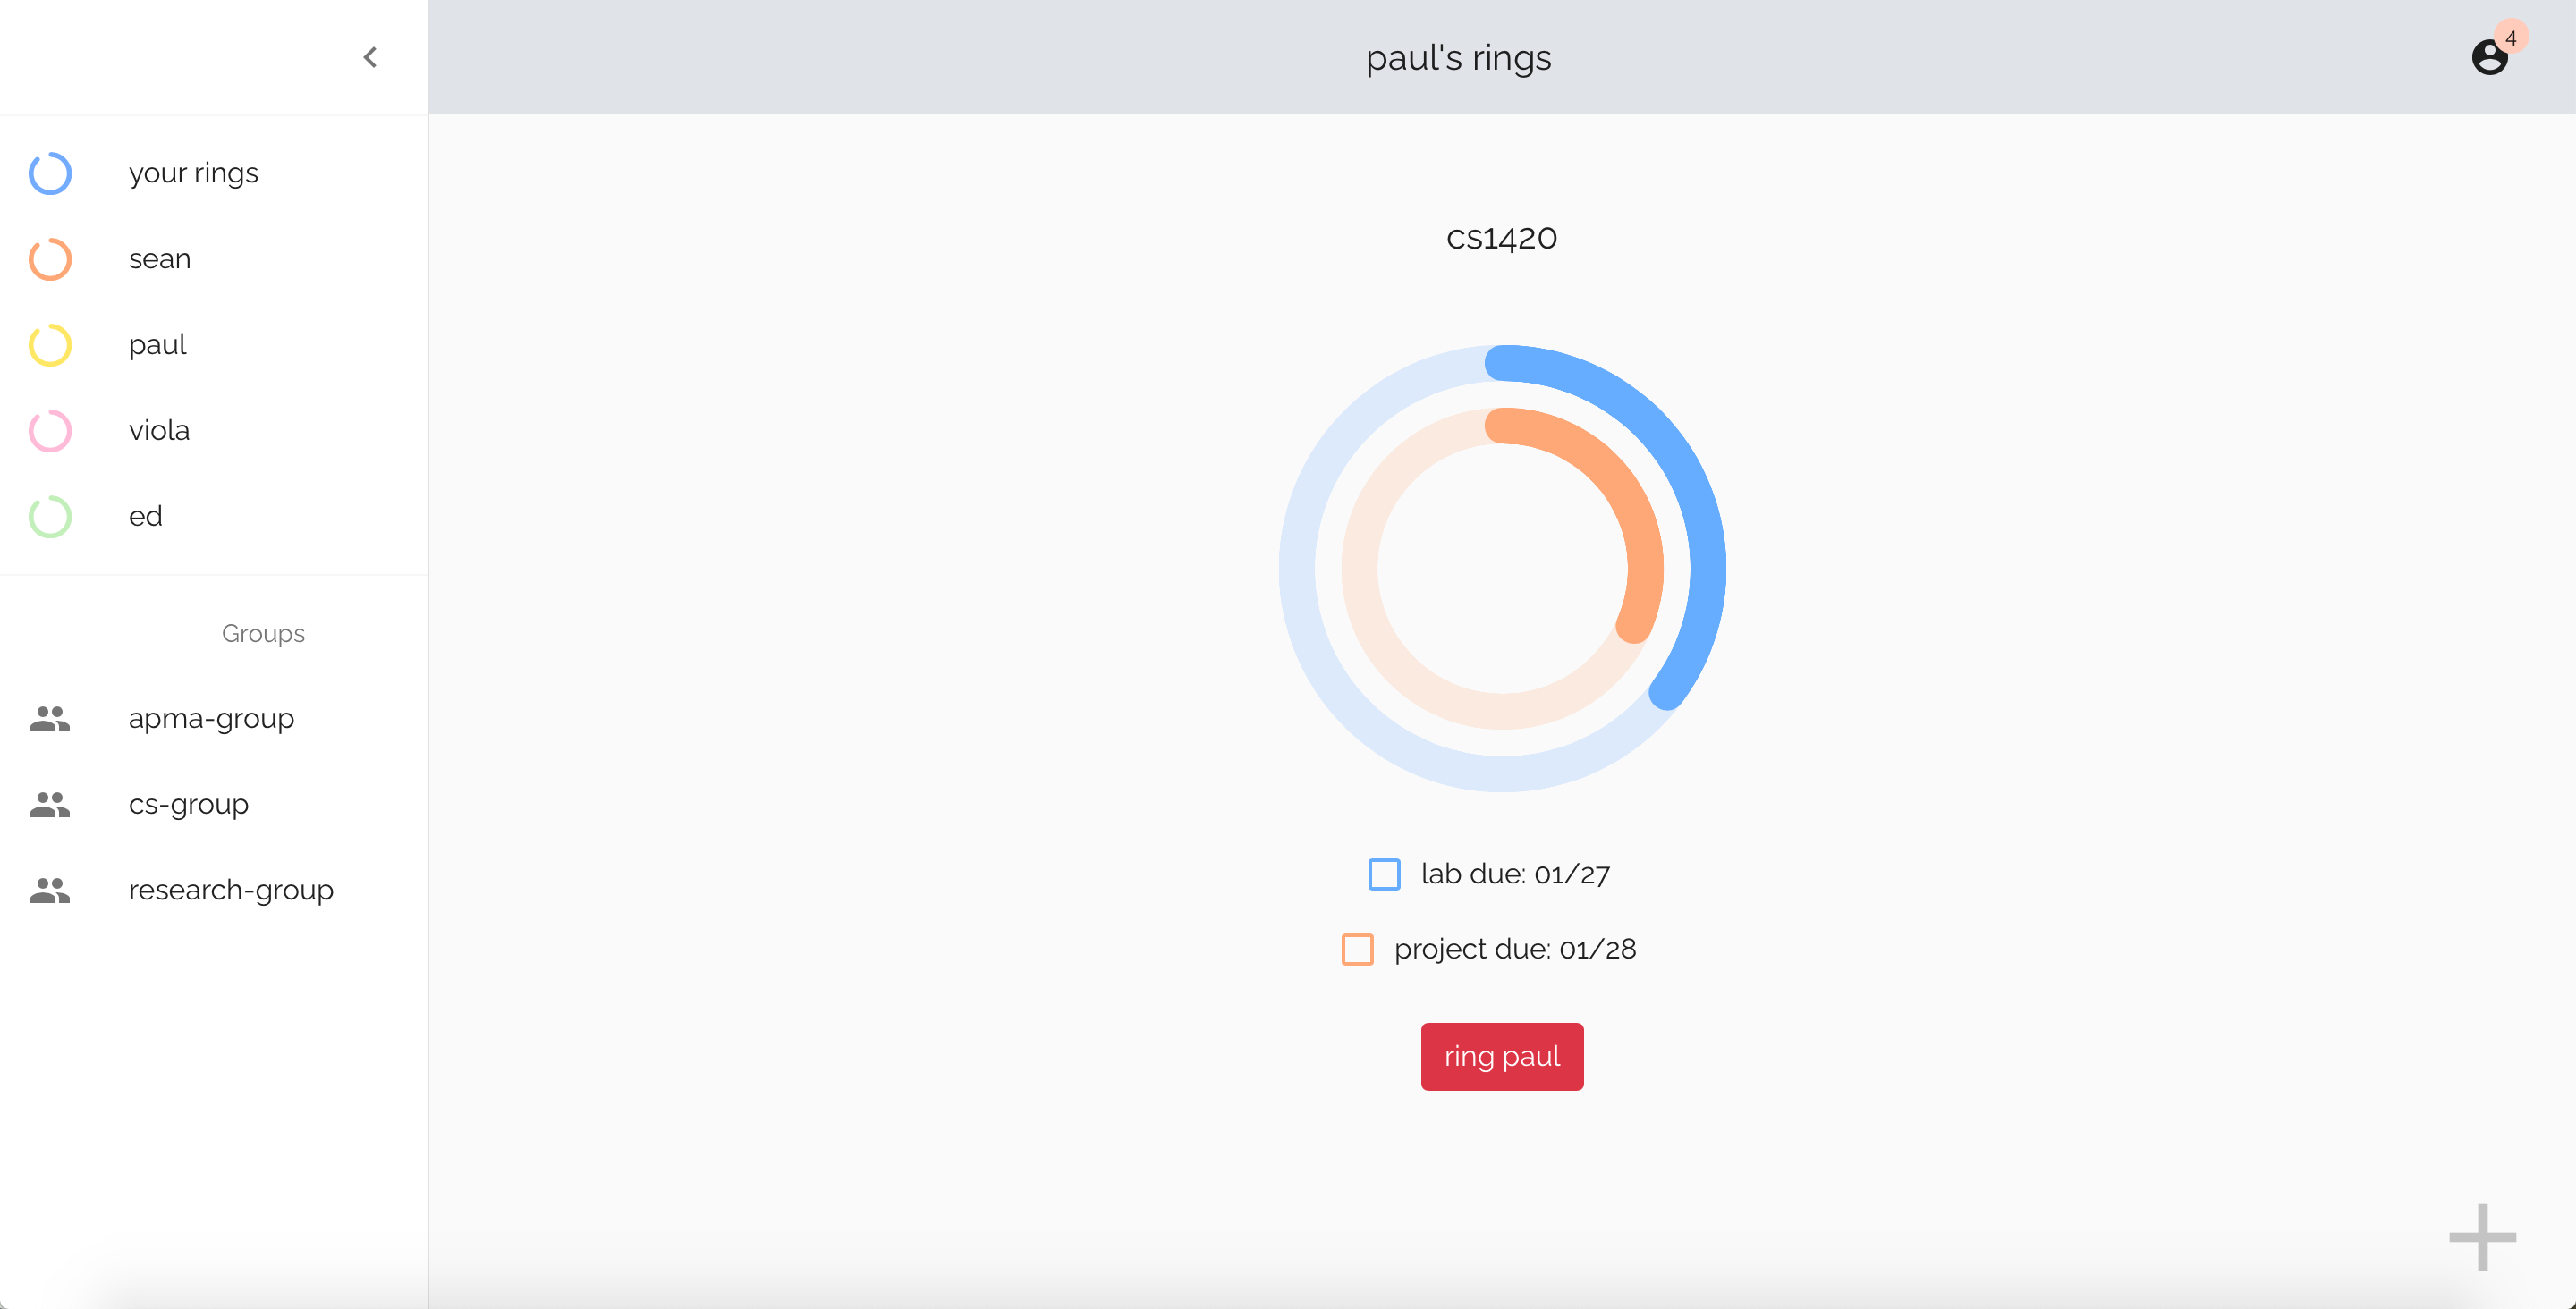 paul's rings
4
your rings
sean
paul
viola
ed
Groups
apma-group
cs-group
research-group
cs1420
lab due: 01/27
project due: 01/28
ring paul